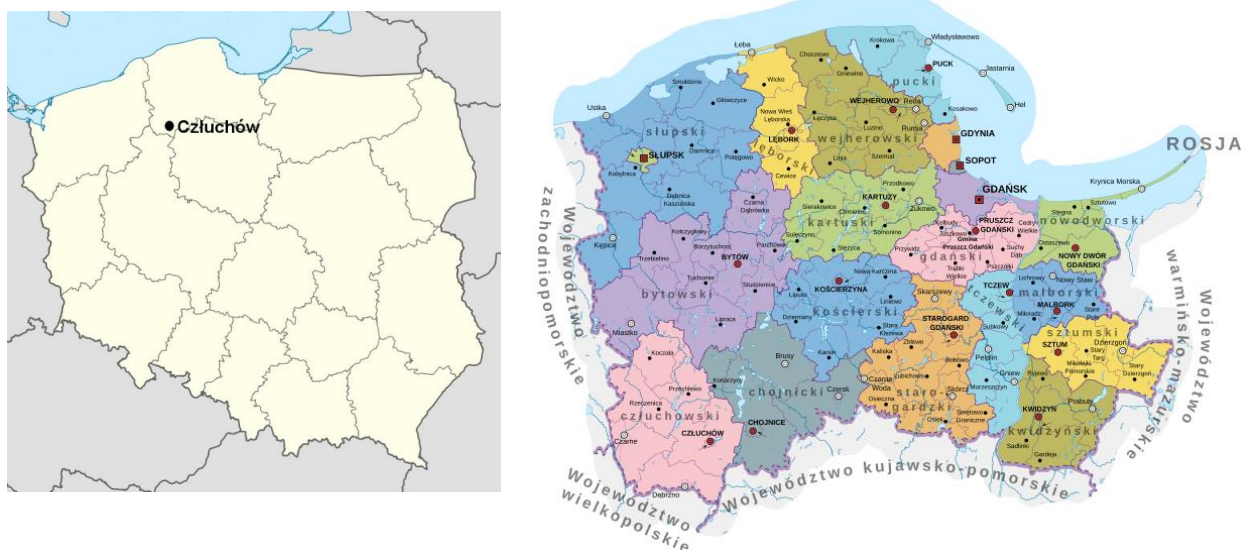 Człuchów
Władysławowo
Krokowa
Łeba
Choczewo
PUCK
Gniewino
Jastarnia
pucki
Wicko
Smołdzino
Hel
Główczyce
WEJHEROWO
Reda
Kosakowo
Ustka
Nowa Wieś
Lęborska
Łęczyce
Luzino
Rumia
GDYNIA
słupski
LĘBORK
wejherowski
ROSJA
SŁUPSK
Damnica
Potęgowo
lęborski
Linia
Szemud
SOPOT
Kobylnica
Cewice
Krynica Morska
Dębnica
Kaszubska
Przodkowo
GDAŃSK
Czarna
Dąbrówka
Sierakowice
KARTUZY
Chmielno
Żukowo
Stegna
Sztutowo
nowodworski
Kępice
Kołczygłowy
Sulęczyno
kartuski
Somonino
Kolbudy
PRUSZCZ
GDAŃSKI
Cedry
Wielkie
Juszkowo
Gmina
Pruszcz Gdański
Ostaszewo
Trzebielino
Borzytuchom
Parchowo
Stężyca
Przywidz
gdański
Suchy
Dąb
NOWY DWÓR
GDAŃSKI
BYTÓW
Trąbki
Wielkie
Pszczółki
Nowa Karczma
Tuchomie
Studzienice
KOŚCIERZYNA
Lichnowy
Nowy Staw
TCZEW
malborski
bytowski
Lipusz
Liniewo
Skarszewy
MALBORK
kościerski
tczewski
Miłoradz
Stare
Pole
Lipnica
Dziemiany
Stara
Kiszewa
STAROGARD
GDAŃSKI
Subkowy
Miastko
sztumski
Zblewo
Dzierzgoń
Koczała
Brusy
Karsin
Kaliska
Bobowo
Pelplin
SZTUM
Stary
Targ
Mikołajki
Pomorskie
Stary
Dzierzgoń
Przechlewo
Konarzyny
Czarna
Woda
Lubichowo
Gniew
Ryjewo
Morzeszczyn
chojnicki
Czersk
Skórcz
Rzeczenica
Osieczna
staro-
gardzki
KWIDZYN
Prabuty
człuchowski
Osiek
Smętowo
Graniczne
Czarne
CZŁUCHÓW
CHOJNICE
kwidzyński
Sadlinki
Gardeja
Debrzno
Województwo
zachodniopomorskie
Województwo
warmińsko-mazurskie
Województwo kujawsko-pomorskie
Województwo
wielkopolskie